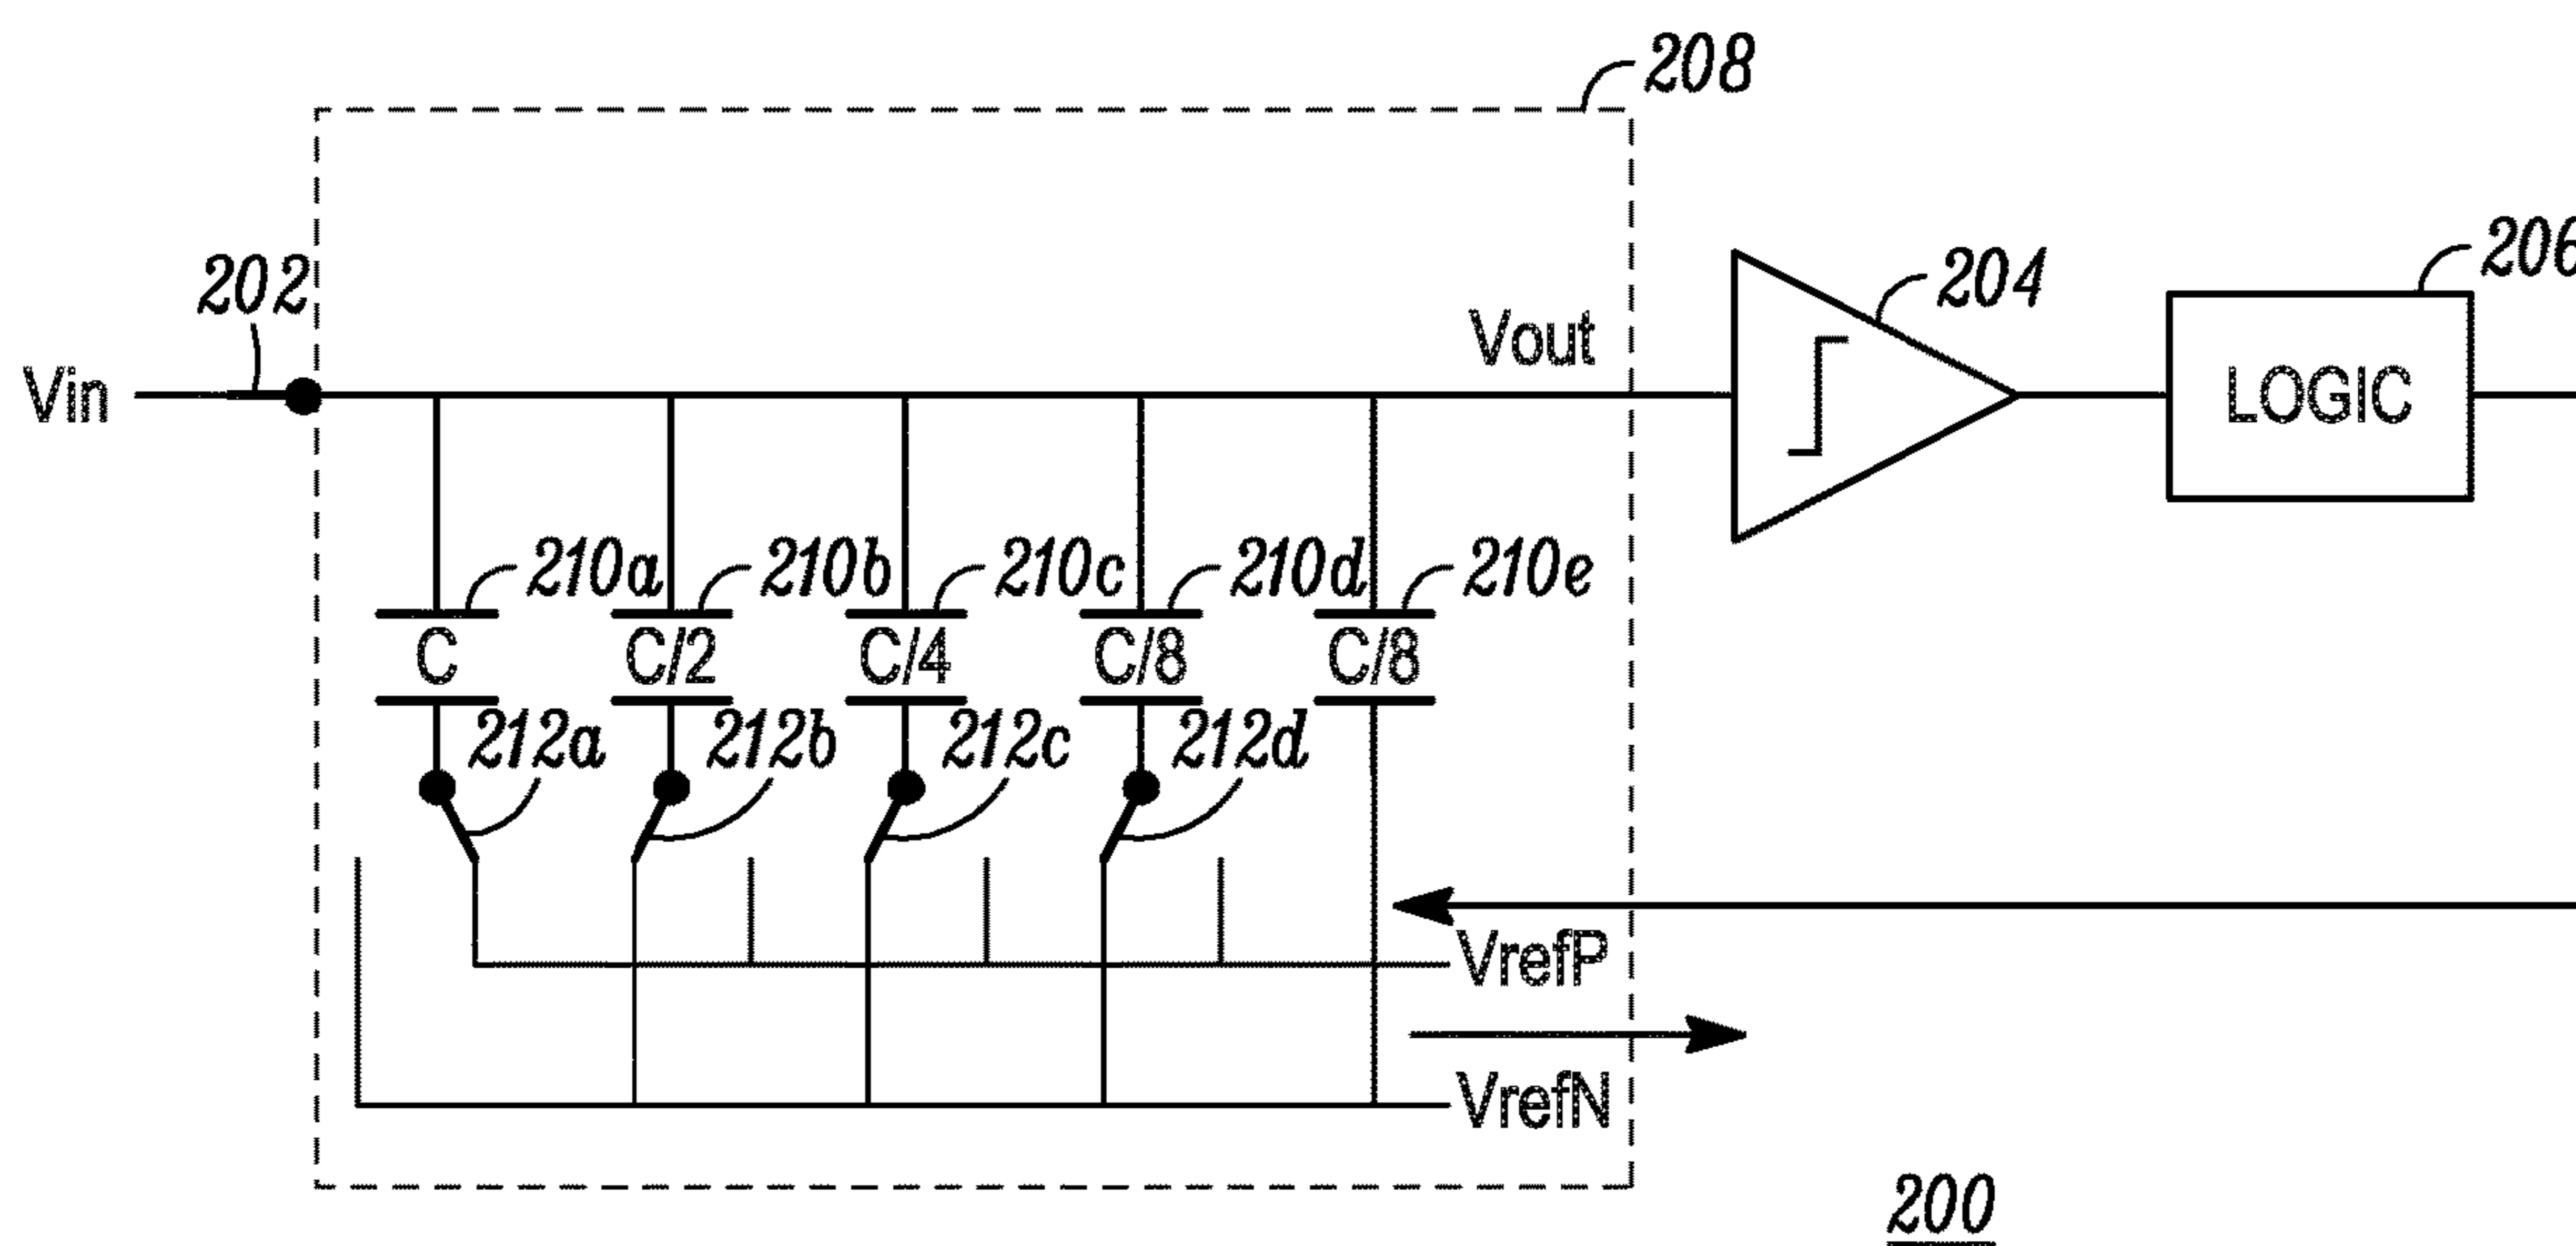 208
202
204
206
Vin
Vout
LOGIC
210a
210b
210c
210d
210e
C
C/2
C/4
C/8
C/8
212a
212b
212c
212d
VrefP
VrefN
200